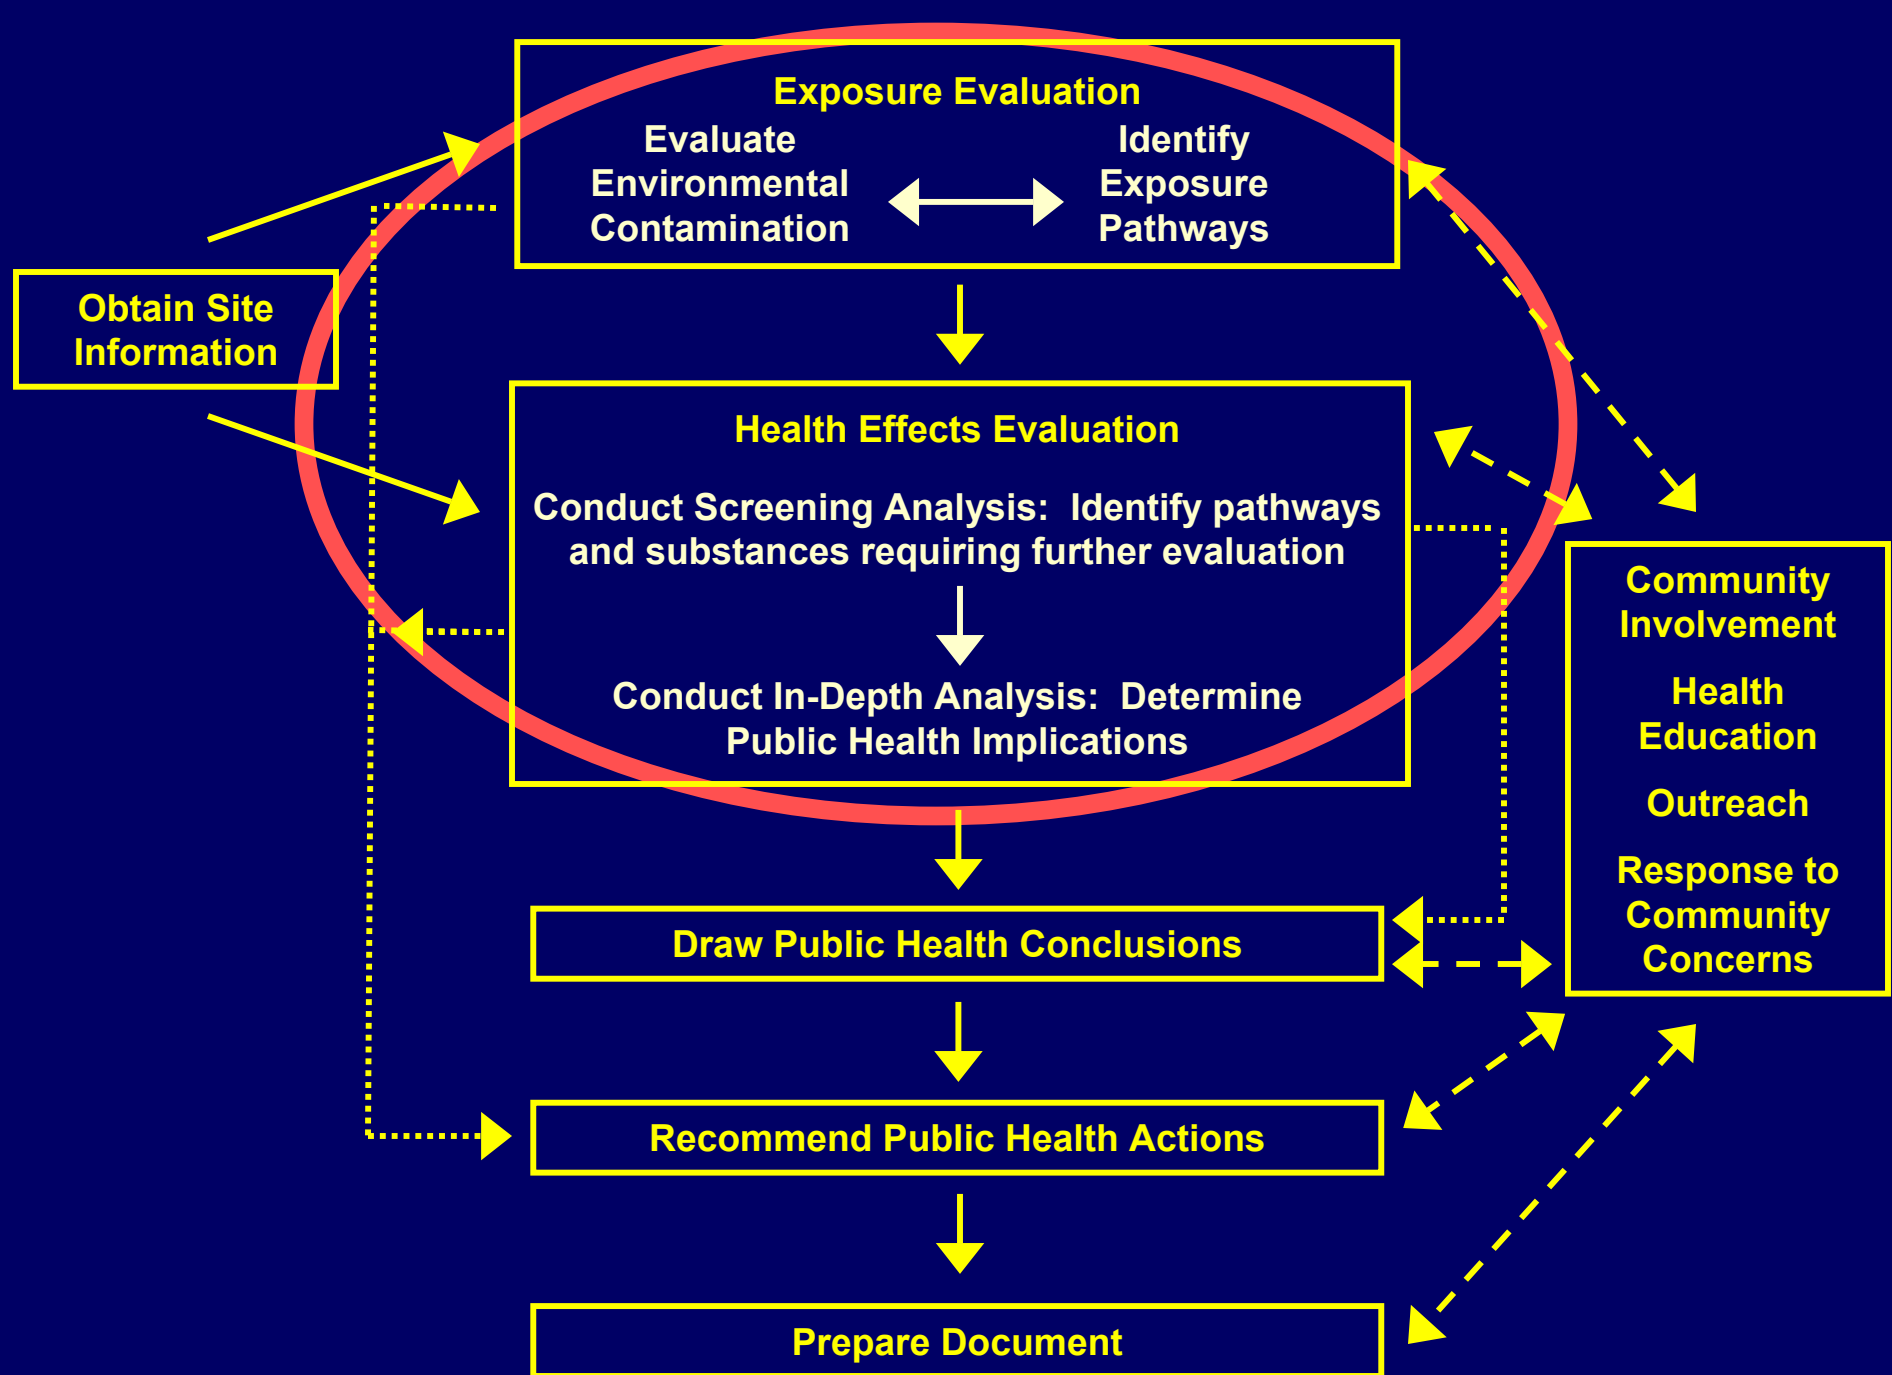 Exposure Evaluation
Evaluate
Environmental
Contamination
Identify
Exposure
Pathways
Obtain Site
Information
Health Effects Evaluation
Conduct Screening Analysis:  Identify pathways
and substances requiring further evaluation
Conduct In-Depth Analysis:  Determine
Public Health Implications
Community
Involvement
Health
Education
Outreach
Response to
Community
Concerns
Draw Public Health Conclusions
Recommend Public Health Actions
Prepare Document